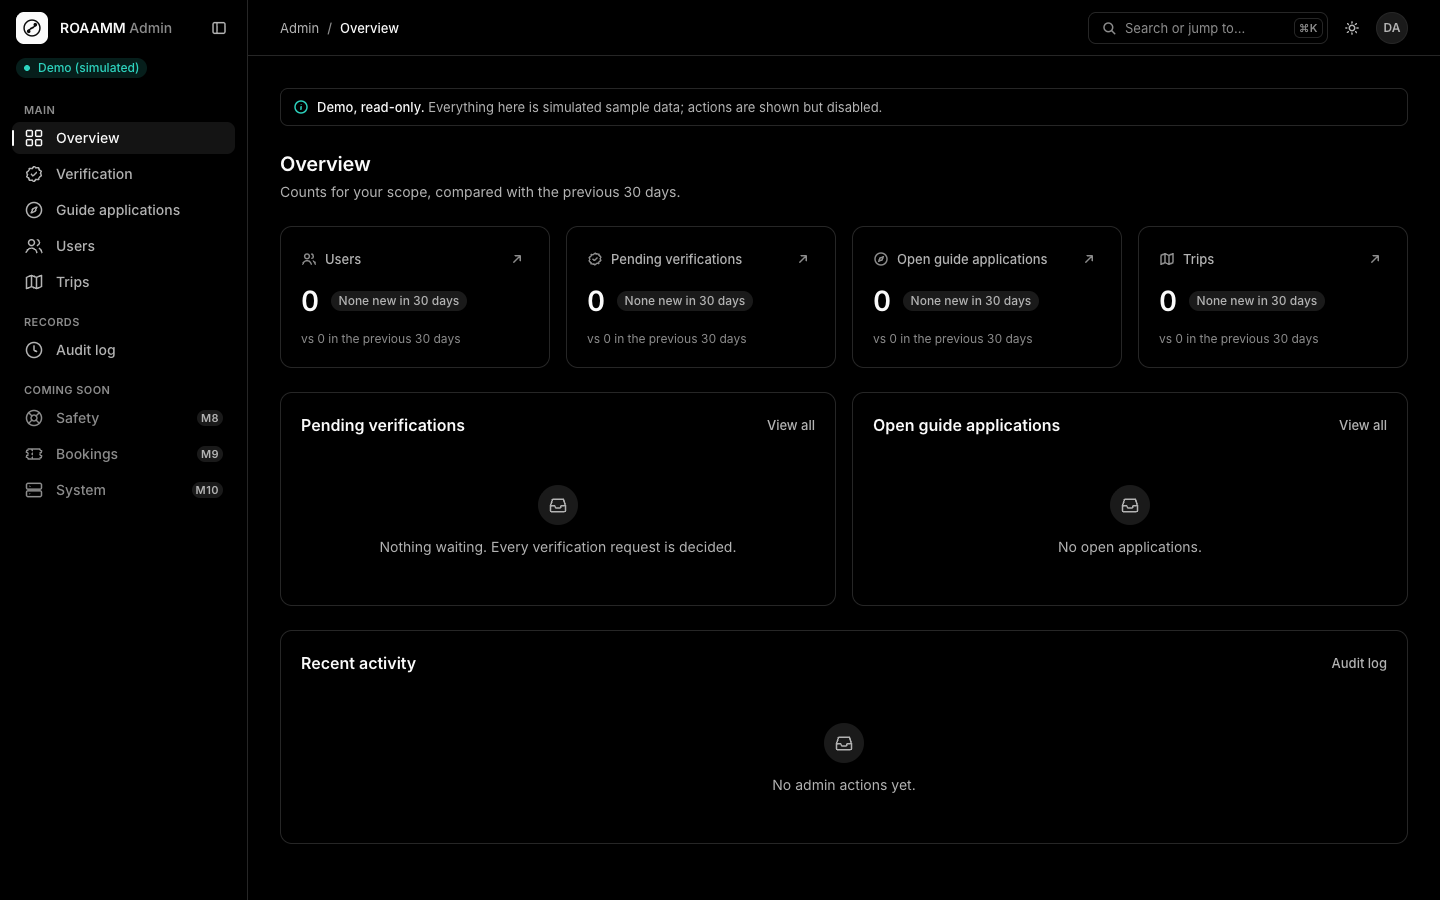 ROAAMM Admin
Demo (simulated)
MAIN
Overview
Verification
Guide applications
Users
Trips
RECORDS
Audit log
COMING SOON
Safety M8
Bookings M9
System M10
Admin / Overview
Search or jump to... ⌘K
DA
Demo, read-only. Everything here is simulated sample data; actions are shown but disabled.
Overview
Counts for your scope, compared with the previous 30 days.
Users
0 None new in 30 days
vs 0 in the previous 30 days
Pending verifications
0 None new in 30 days
vs 0 in the previous 30 days
Open guide applications
0 None new in 30 days
vs 0 in the previous 30 days
Trips
0 None new in 30 days
vs 0 in the previous 30 days
Pending verifications View all
Nothing waiting. Every verification request is decided.
Open guide applications View all
No open applications.
Recent activity Audit log
No admin actions yet.